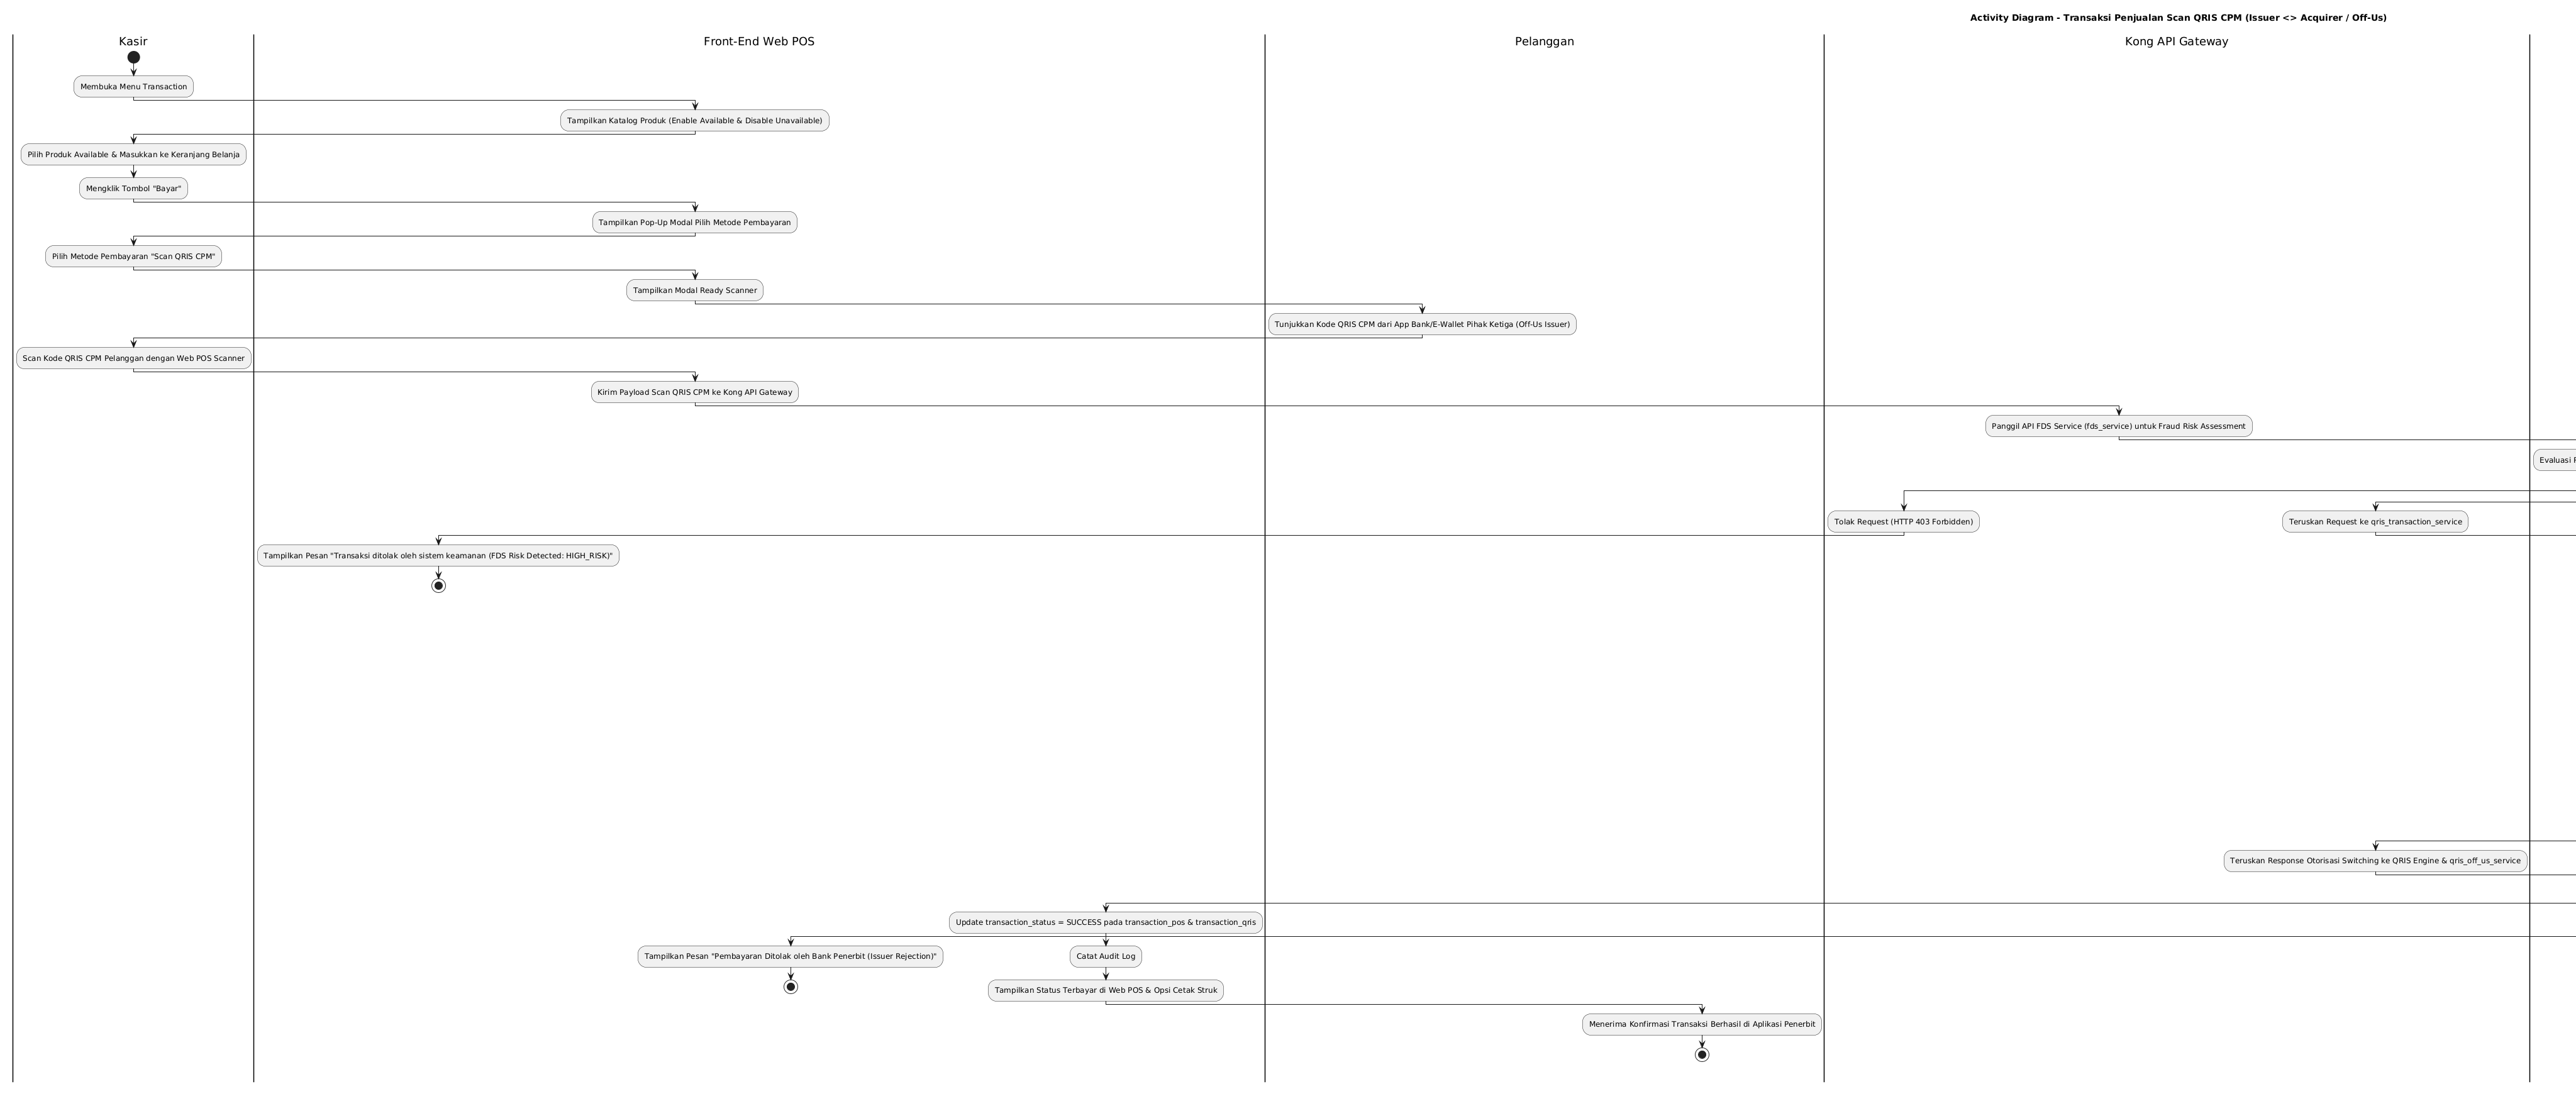 Activity Diagram - Transaksi Penjualan Scan QRIS CPM (Issuer <> Acquirer / Off-Us)
Kasir
Front-End Web POS
Pelanggan
Kong API Gateway
Membuka Menu Transaction
Tampilkan Katalog Produk (Enable Available & Disable Unavailable)
Pilih Produk Available & Masukkan ke Keranjang Belanja
Mengklik Tombol "Bayar"
Tampilkan Pop-Up Modal Pilih Metode Pembayaran
Pilih Metode Pembayaran "Scan QRIS CPM"
Tampilkan Modal Ready Scanner
Tunjukkan Kode QRIS CPM dari App Bank/E-Wallet Pihak Ketiga (Off-Us Issuer)
Scan Kode QRIS CPM Pelanggan dengan Web POS Scanner
Kirim Payload Scan QRIS CPM ke Kong API Gateway
Panggil API FDS Service (fds_service) untuk Fraud Risk Assessment
Evaluasi
Tolak Request (HTTP 403 Forbidden)
Teruskan Request ke qris_transaction_service
Tampilkan Pesan "Transaksi ditolak oleh sistem keamanan (FDS Risk Detected: HIGH_RISK)"
Teruskan Response Otorisasi Switching ke QRIS Engine & qris_off_us_service
Update transaction_status = SUCCESS pada transaction_pos & transaction_qris
Tampilkan Pesan "Pembayaran Ditolak oleh Bank Penerbit (Issuer Rejection)"
Catat Audit Log
Tampilkan Status Terbayar di Web POS & Opsi Cetak Struk
Menerima Konfirmasi Transaksi Berhasil di Aplikasi Penerbit